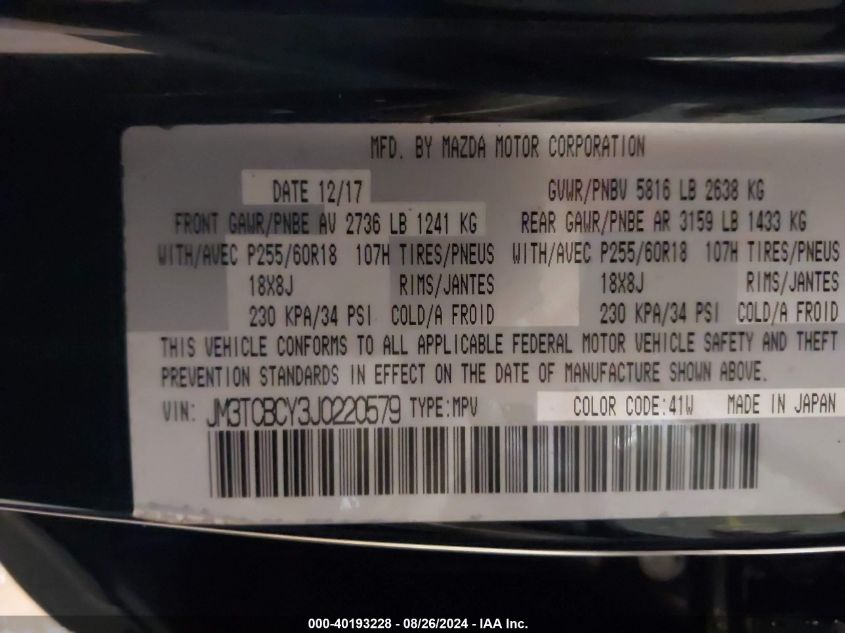 MFD. BY MAZDA MOTOR CORPORATION
DATE 12/17 GVWR/PNBV 5816 LB 2638 KG
FRONT GAWR/PNBE AV 2736 LB 1241 KG REAR GAWR/PNBE AR 3159 LB 1433 KG
WITH/AVEC P255/60R18 107H TIRES/PNEUS WITH/AVEC P255/60R18 107H TIRES/PNEUS
18X8J RIMS/JANTES 18X8J RIMS/JANTES
230 KPA/34 PSI COLD/A FROID 230 KPA/34 PSI COLD/A FROID
THIS VEHICLE CONFORMS TO ALL APPLICABLE FEDERAL MOTOR VEHICLE SAFETY AND THEFT
PREVENTION STANDARDS IN EFFECT ON THE DATE OF MANUFACTURE SHOWN ABOVE.
VIN: JM3TCBCY3J0220579 TYPE:MPV COLOR CODE:41W MADE IN JAPAN
000-40193228 - 08/26/2024 - IAA Inc.